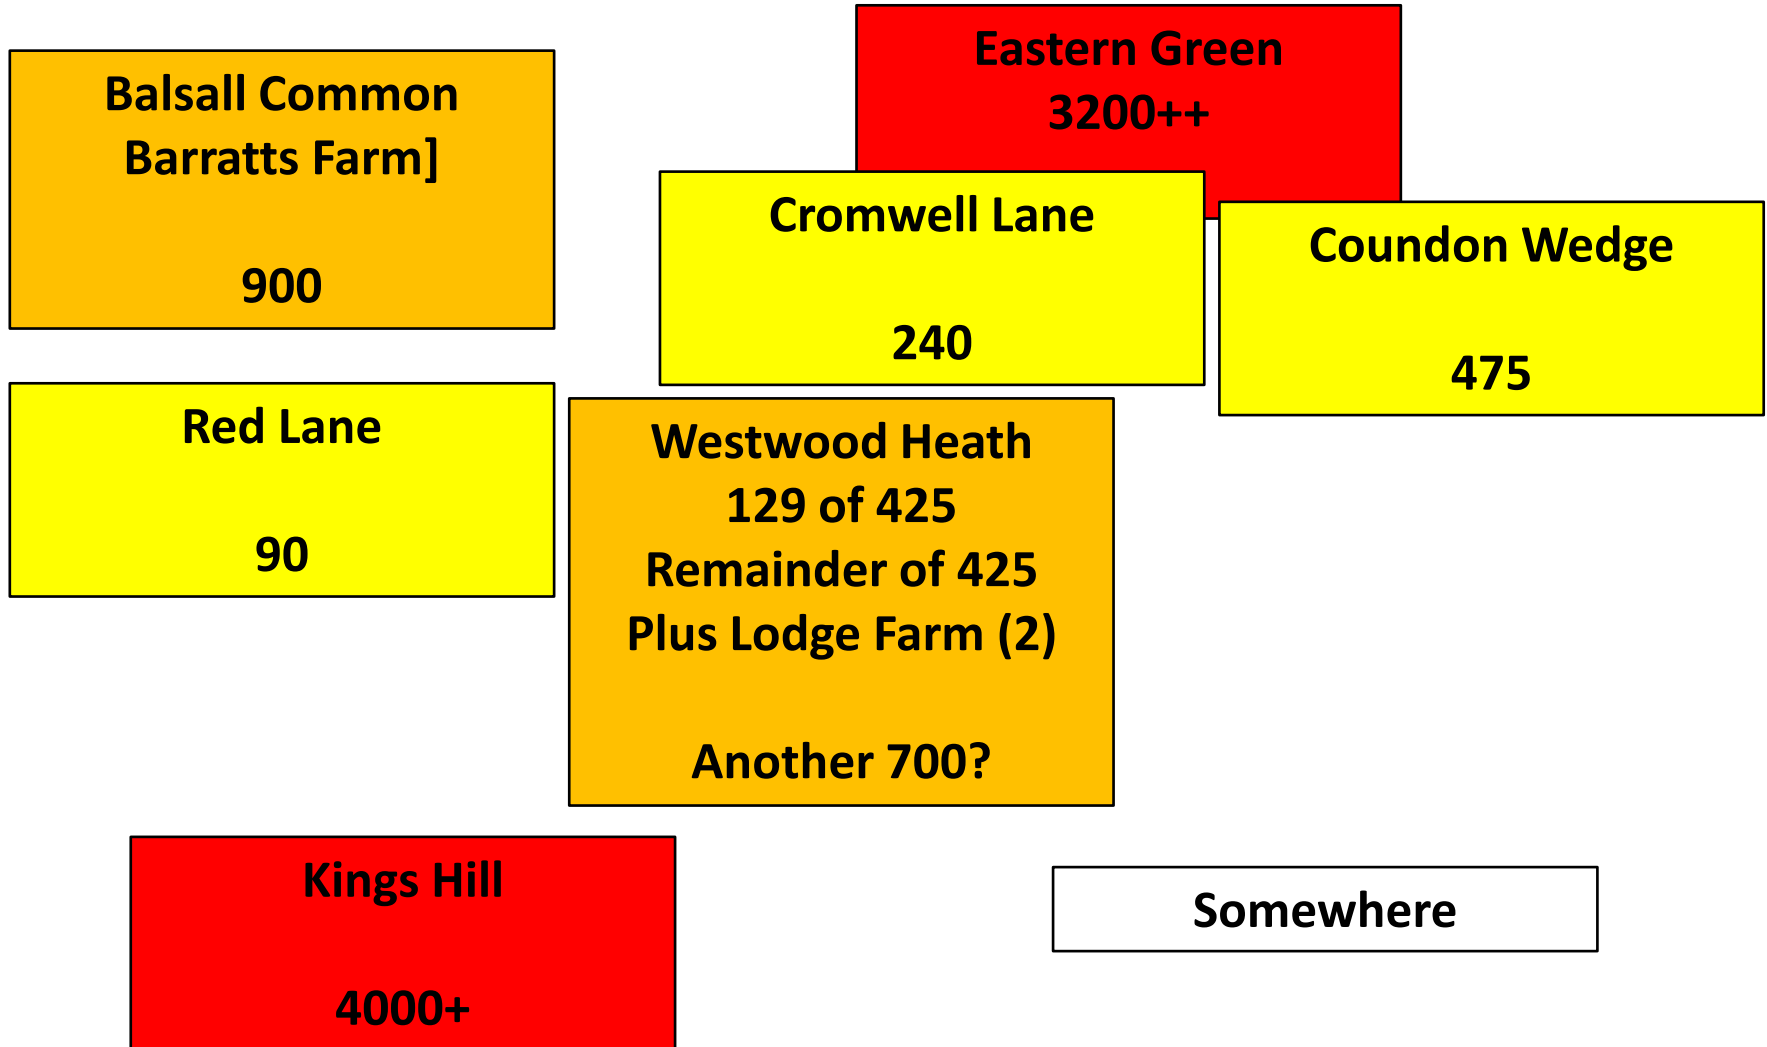 Balsall Common
Barratts Farm]
900
Eastern Green
3200++
Cromwell Lane
240
Coundon Wedge
475
Red Lane
90
Westwood Heath
129 of 425
Remainder of 425
Plus Lodge Farm (2)
Another 700?
Kings Hill
4000+
Somewhere